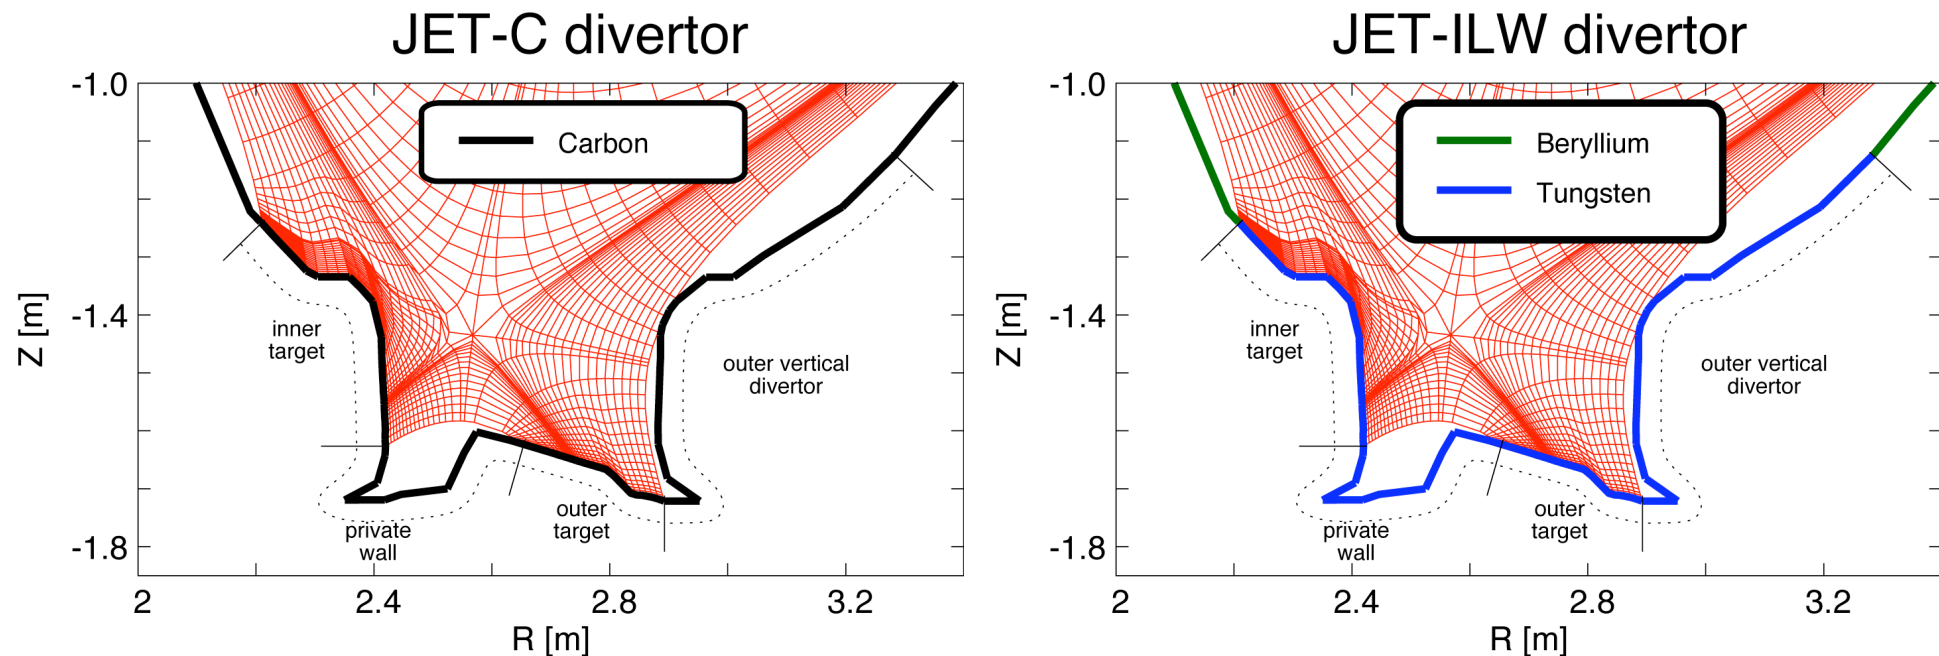 JET-C divertor
-1.0
-1.4
-1.8
Z [m]
Carbon
inner
target
outer vertical
divertor
private
wall
outer
target
2
2.4
2.8
3.2
R [m]
JET-ILW divertor
-1.0
-1.4
-1.8
Z [m]
Beryllium
Tungsten
inner
target
outer vertical
divertor
private
wall
outer
target
2
2.4
2.8
3.2
R [m]